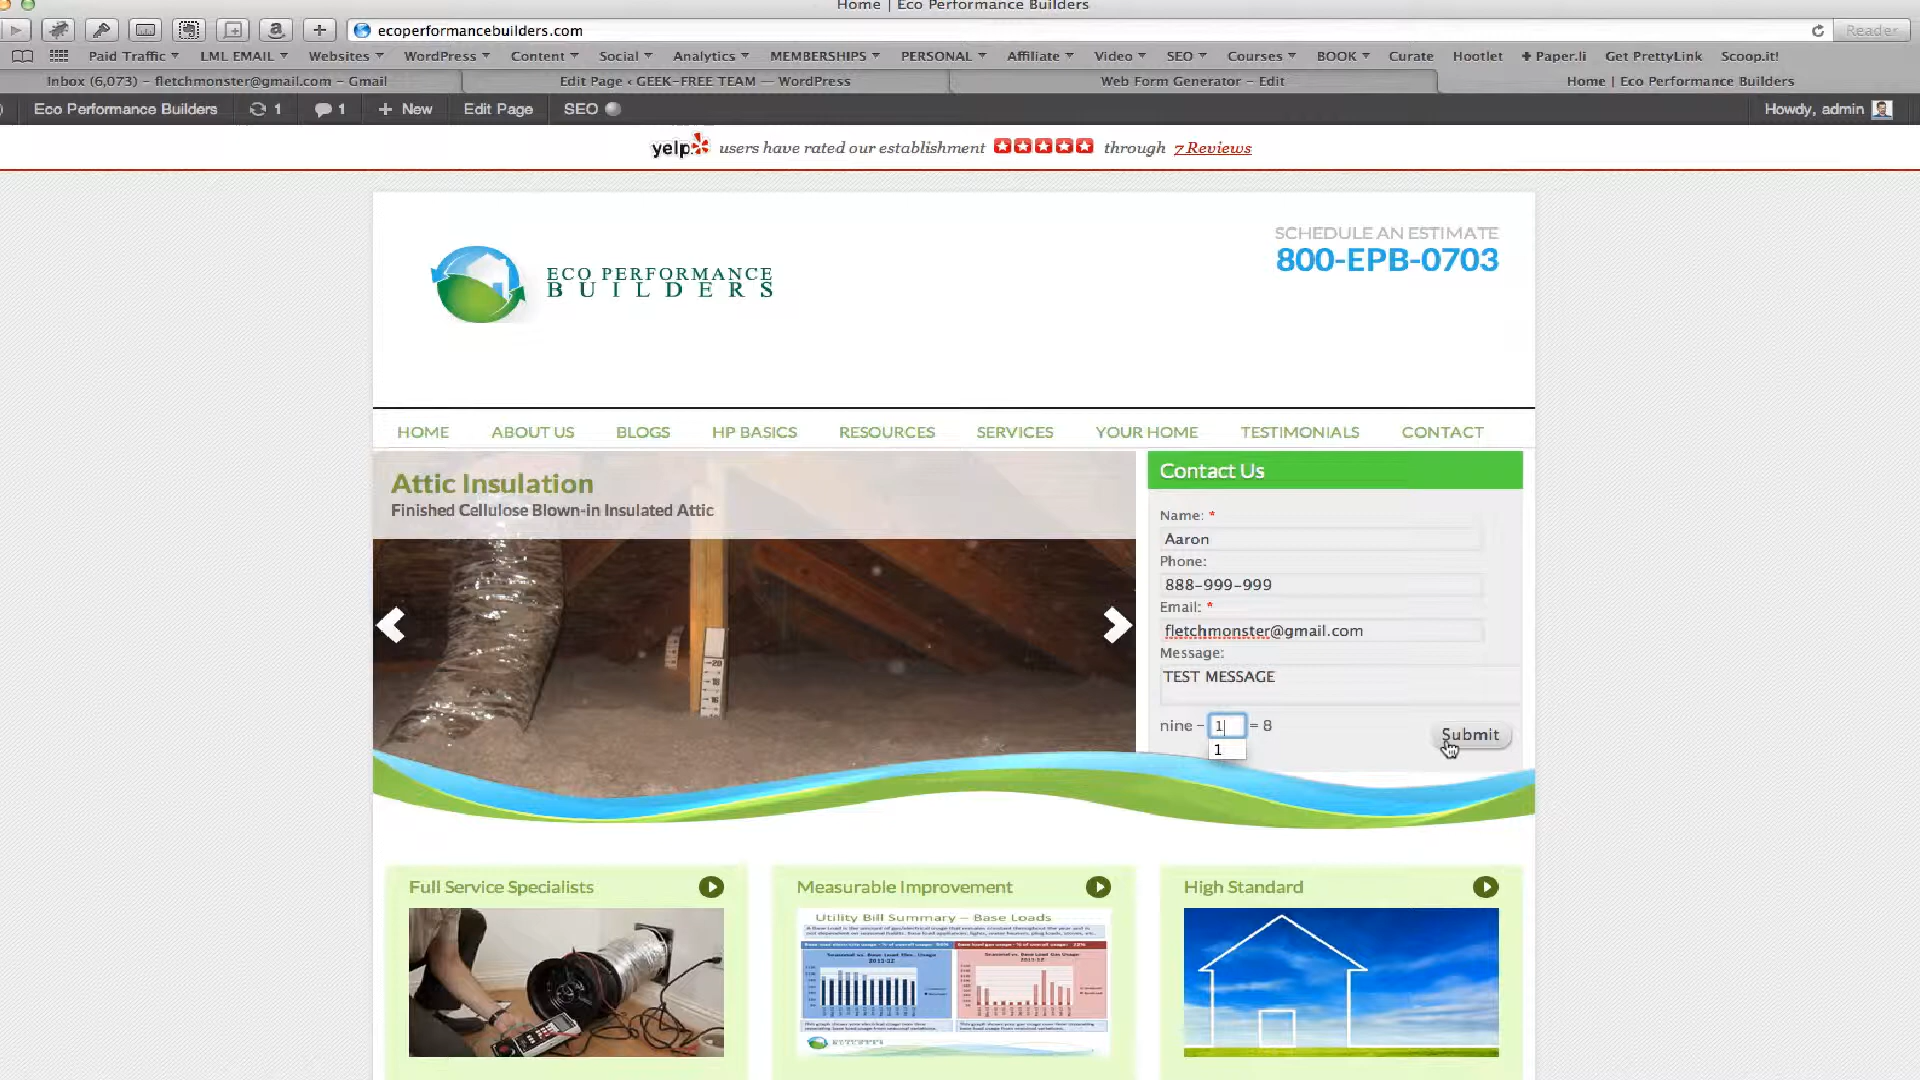 Home | Eco Performance Builders
ecoperformancebuilders.com
Reader
Paid Traffic LML EMAIL Websites WordPress Content Social Analytics MEMBERSHIPS PERSONAL Affiliate Video SEO Courses BOOK Curate Hootlet + Paper.li Get PrettyLink Scoop.it!
Inbox (6,073) – fletchmonster@gmail.com – Gmail
Edit Page ‹ GEEK–FREE TEAM — WordPress
Web Form Generator – Edit
Home | Eco Performance Builders
Eco Performance Builders 1 1 + New Edit Page SEO
Howdy, admin
yelp users have rated our establishment through 7 Reviews
SCHEDULE AN ESTIMATE
800-EPB-0703
ECO PERFORMANCE
BUILDERS
HOME ABOUT US BLOGS HP BASICS RESOURCES SERVICES YOUR HOME TESTIMONIALS CONTACT
Attic Insulation
Finished Cellulose Blown-in Insulated Attic
Contact Us
Name: *
Aaron
Phone:
888-999-999
Email: *
fletchmonster@gmail.com
Message:
TEST MESSAGE
nine − 1 = 8
1
Submit
Full Service Specialists
Measurable Improvement
High Standard
Utility Bill Summary – Base Loads